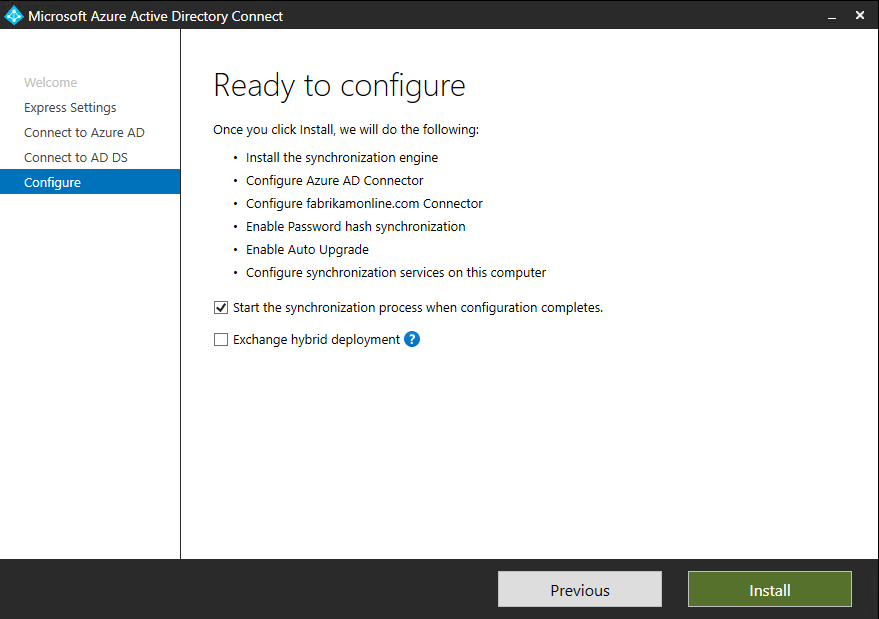 Microsoft Azure Active Directory Connect
Welcome
Express Settings
Connect to Azure AD
Connect to AD DS
Configure
Ready to configure
Once you click Install, we will do the following:
• Install the synchronization engine
• Configure Azure AD Connector
• Configure fabrikamonline.com Connector
• Enable Password hash synchronization
• Enable Auto Upgrade
• Configure synchronization services on this computer
Start the synchronization process when configuration completes.
Exchange hybrid deployment ?
Previous
Install